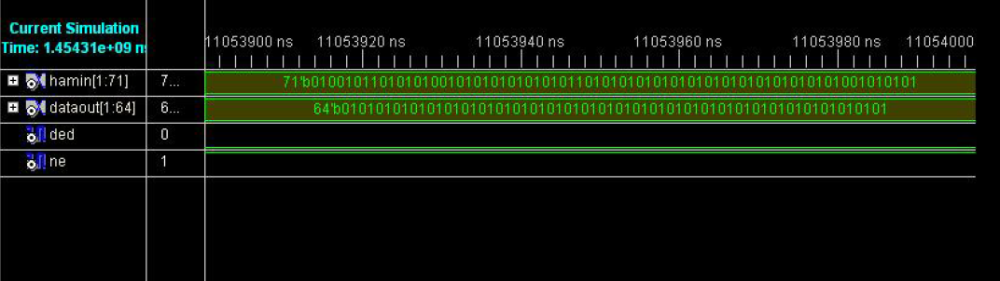 Current Simulation
Time: 1.45431e+09 ns
11053900 ns 11053920 ns 11053940 ns 11053960 ns 11053980 ns 11054000
hamin[1:71] 7... 71'b01001011010101001010101010101011010101010101010101010101010101001010101
dataout[1:64] 6... 64'b0101010101010101010101010101010101010101010101010101010101010101
ded 0
ne 1